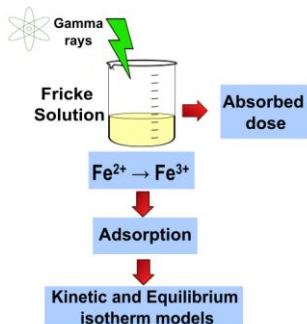 Gamma
rays
Fricke
Solution
Absorbed
dose
Fe²⁺ → Fe³⁺
Adsorption
Kinetic and Equilibrium
isotherm models